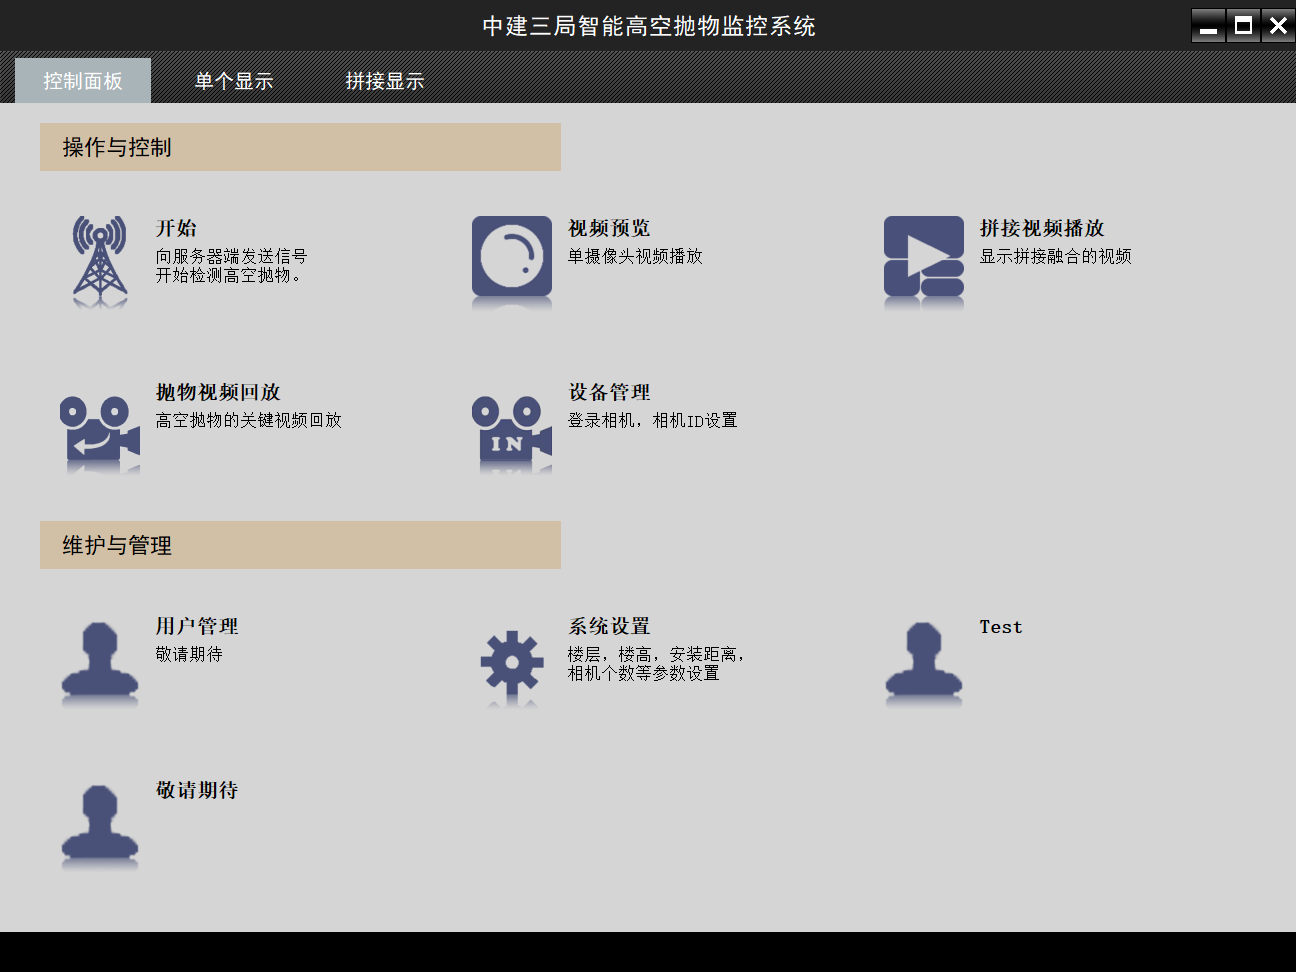 中建三局智能高空抛物监控系统
控制面板
单个显示
拼接显示
操作与控制
开始
向服务器端发送信号
开始检测高空抛物。
视频预览
单摄像头视频播放
拼接视频播放
显示拼接融合的视频
抛物视频回放
高空抛物的关键视频回放
设备管理
登录相机，相机ID设置
IN
维护与管理
用户管理
敬请期待
系统设置
楼层，楼高，安装距离，
相机个数等参数设置
Test
敬请期待